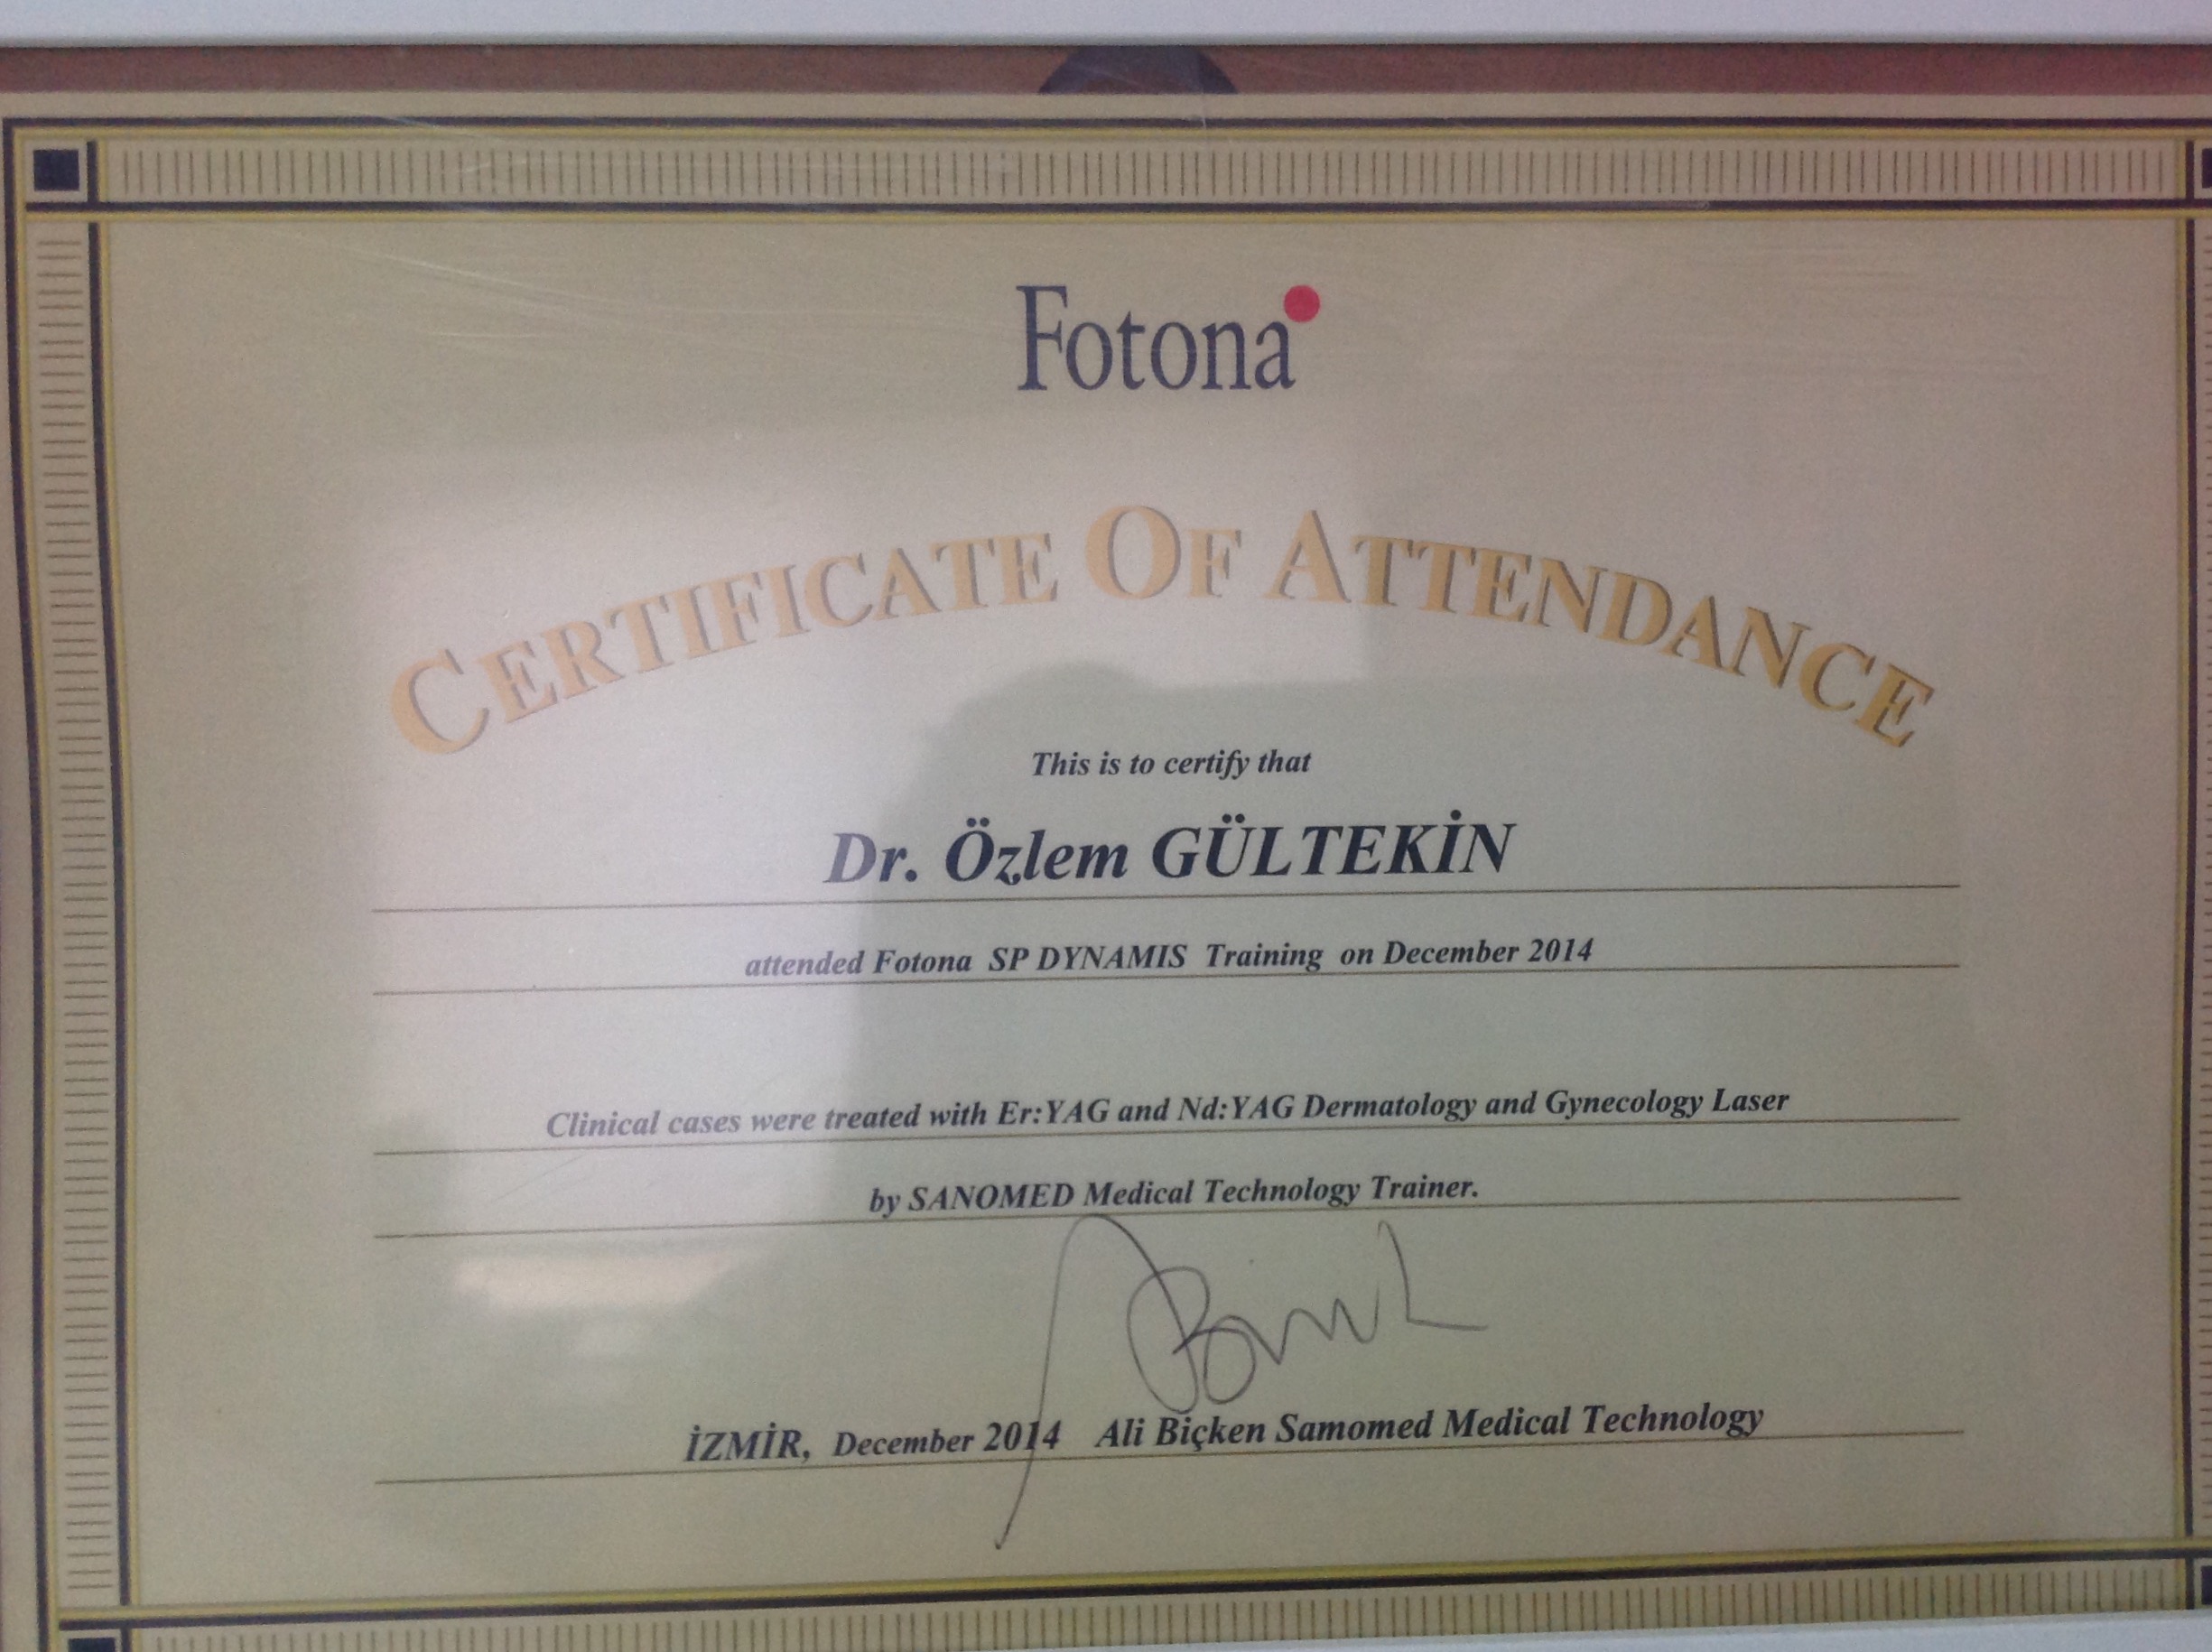 Fotona
CERTIFICATE OF ATTENDANCE
This is to certify that
Dr. Özlem GÜLTEKİN
attended Fotona SP DYNAMIS Training on December 2014
Clinical cases were treated with Er:YAG and Nd:YAG Dermatology and Gynecology Laser
by SANOMED Medical Technology Trainer.
İZMİR, December 2014 Ali Biçken Samomed Medical Technology